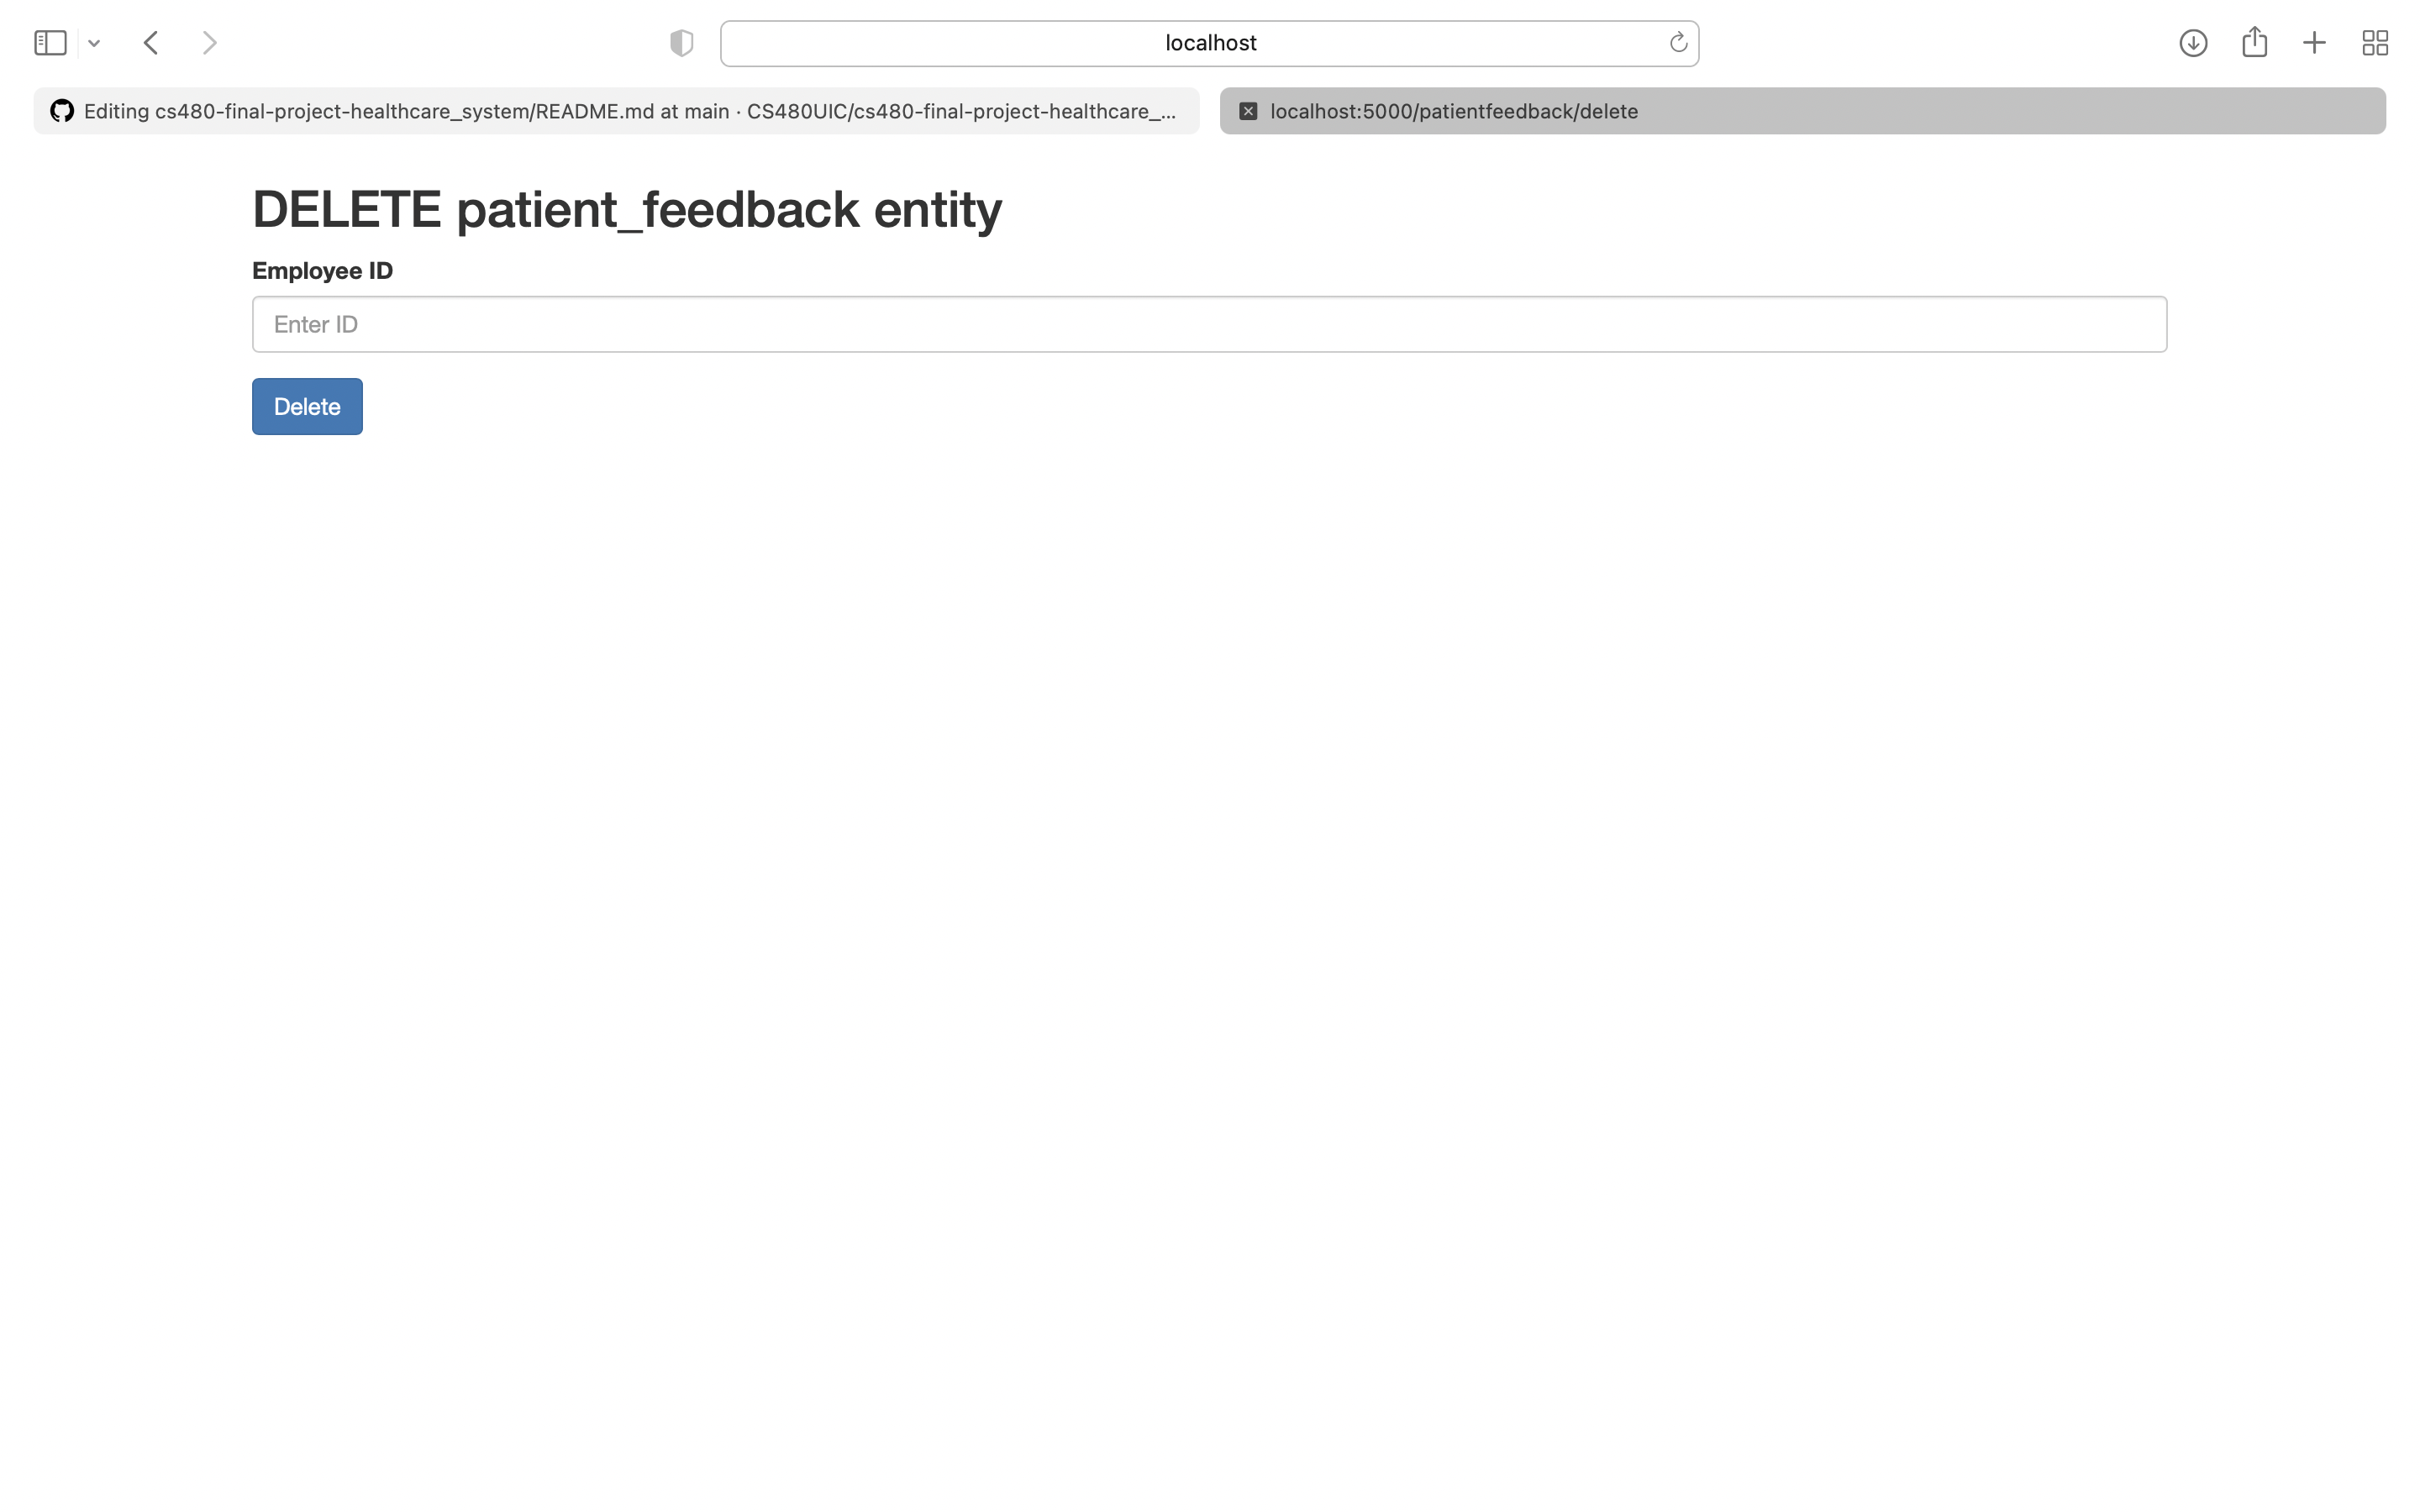 localhost
Editing cs480-final-project-healthcare_system/README.md at main · CS480UIC/cs480-final-project-healthcare_...
localhost:5000/patientfeedback/delete
DELETE patient_feedback entity
Employee ID
Enter ID
Delete